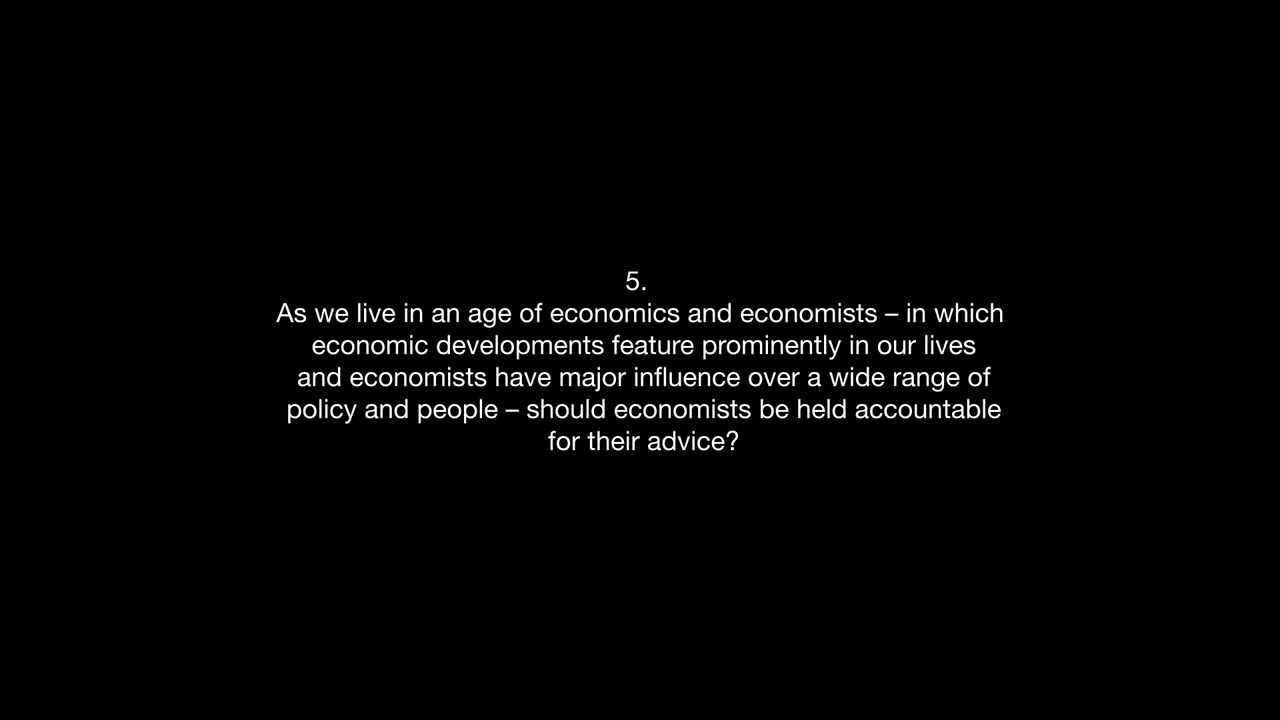 5.
As we live in an age of economics and economists – in which
economic developments feature prominently in our lives
and economists have major influence over a wide range of
policy and people – should economists be held accountable
for their advice?